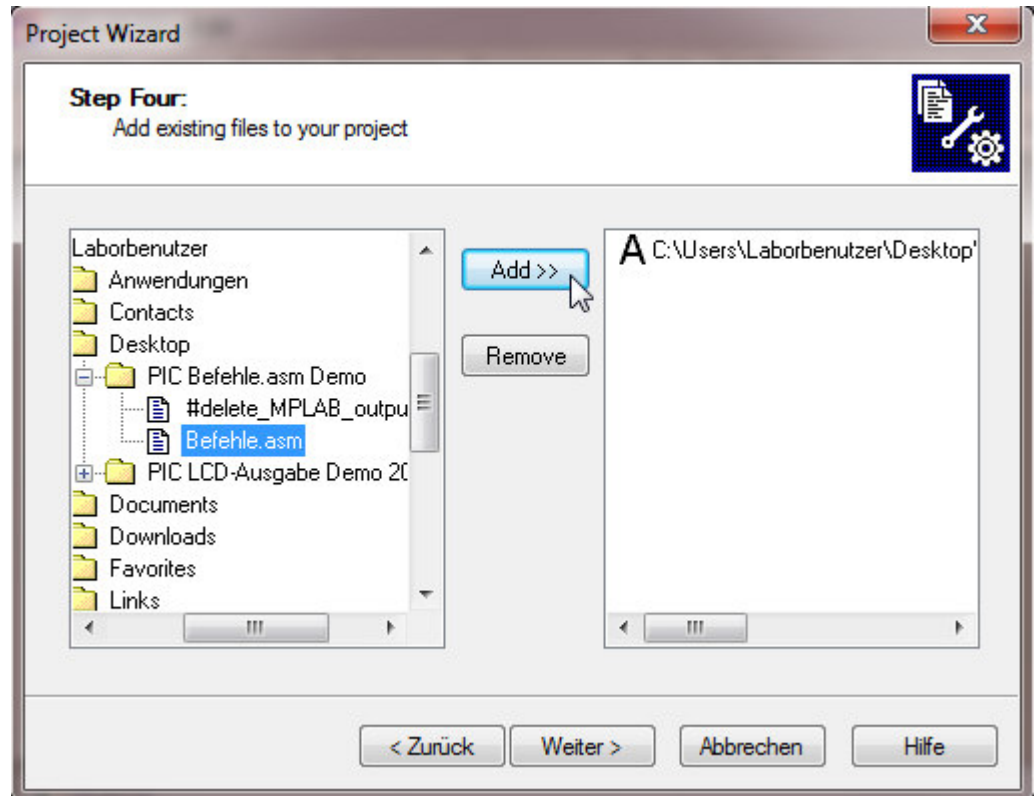 Project Wizard
Step Four:
Add existing files to your project
Laborbenutzer
Anwendungen
Contacts
Desktop
PIC Befehle.asm Demo
#delete_MPLAB_outpu
Befehle.asm
PIC LCD-Ausgabe Demo 20
Documents
Downloads
Favorites
Links
Add >>
Remove
A C:\Users\Laborbenutzer\Desktop\
< Zurück
Weiter >
Abbrechen
Hilfe